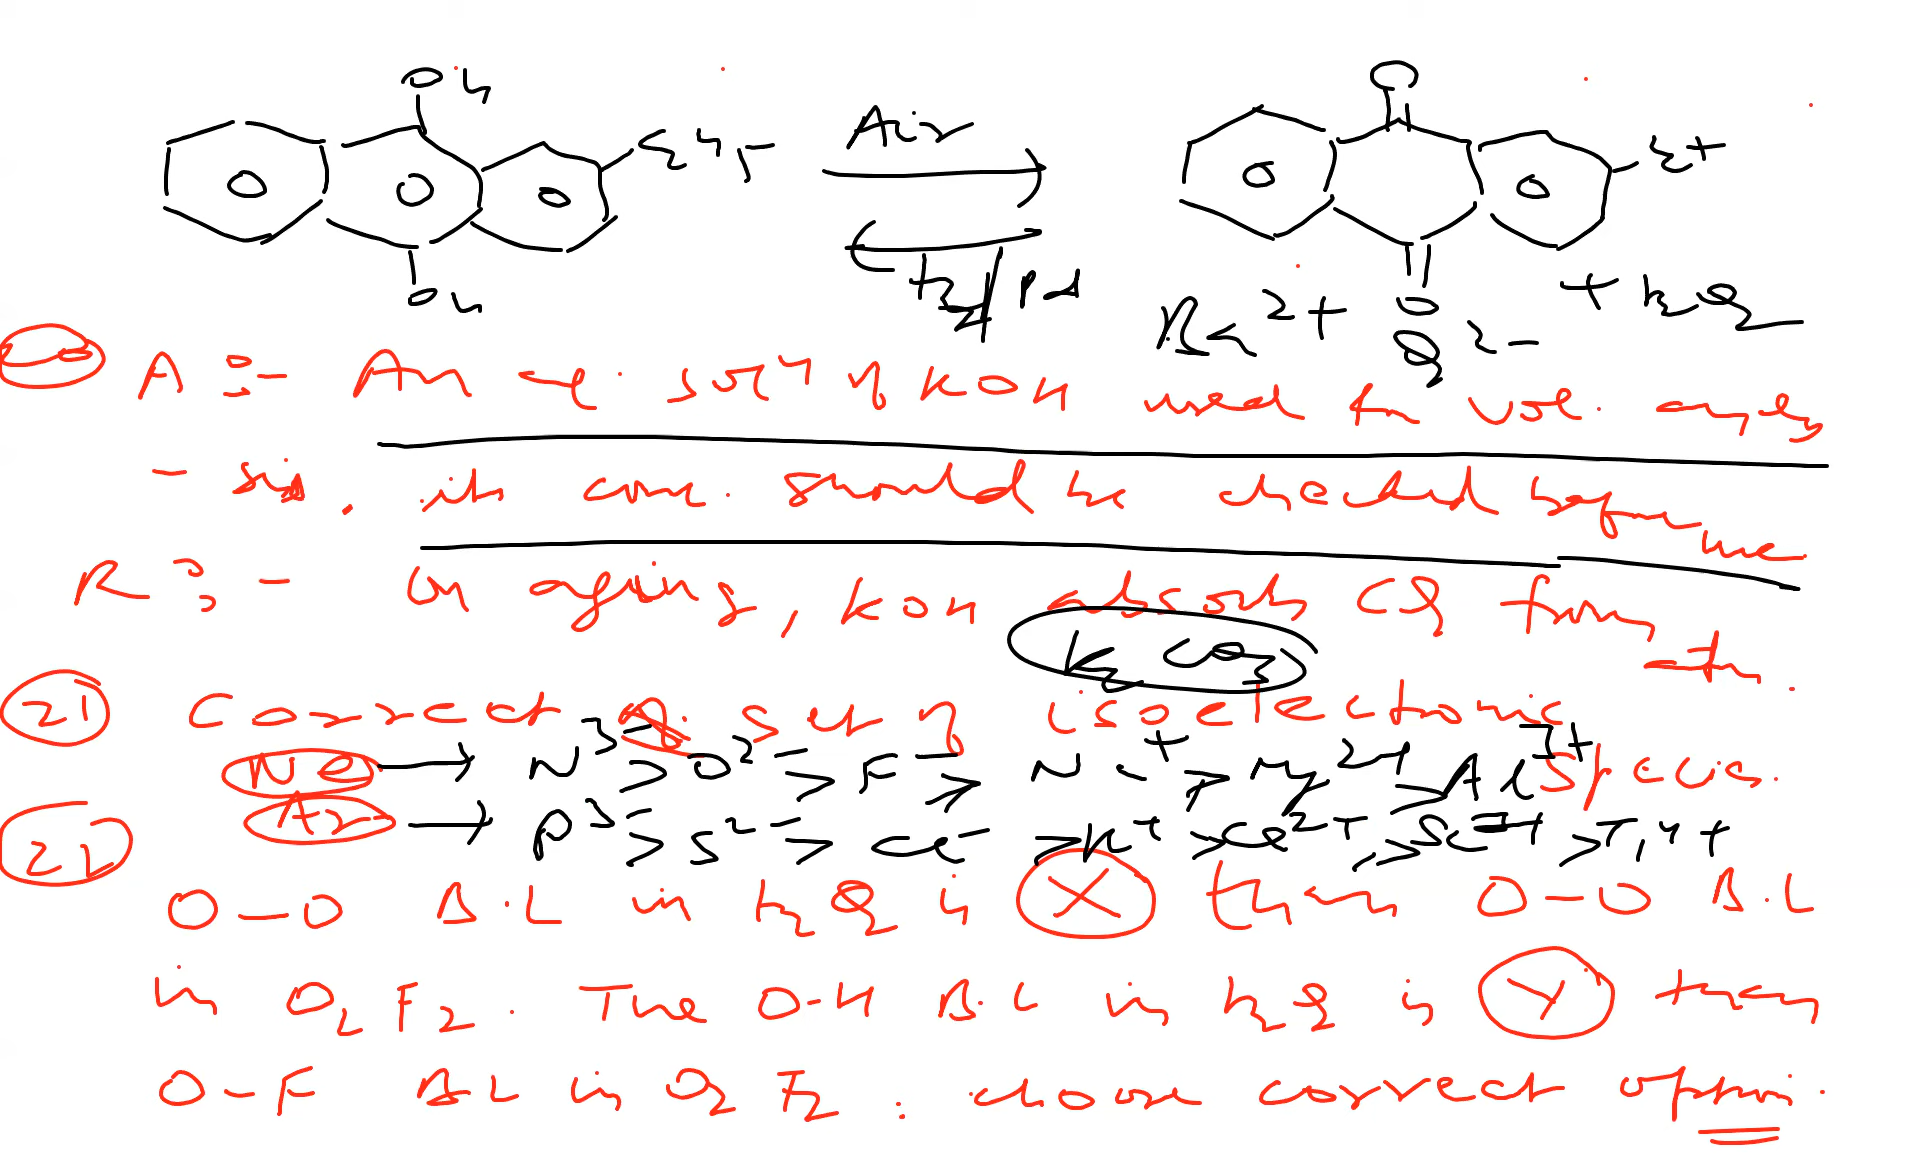 OH
C2H5
Air
H2/Pd
OH
O
Et
+ H2O2
Ba2+ O2 2-
O
20 A :- An aq. soln of KOH used for vol. analy
- sis, its conc. should be checked before use
R :- On ageing, KOH absorbs CO2 from atm.
K2CO3
21 Correct set of isoelectronic species.
Ne → N3- > O2- > F- > Na+ > Mg2+ > Al3+
Ar → P3- > S2- > Cl- > K+ > Ca2+ > Sc3+ > Ti4+
22
O-O B.L in H2O2 is X than O-O B.L
in O2F2. The O-H B.L in H2O2 is Y than
O-F BL in O2F2. choose correct option.